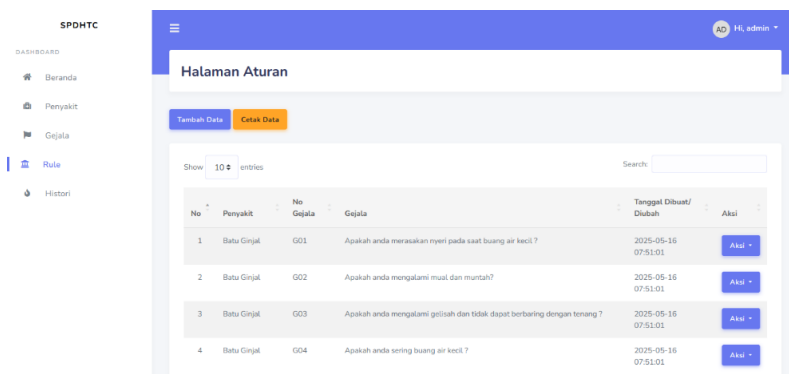 SPDHTC
Hi, admin
AD
DASHBOARD
Beranda
Penyakit
Gejala
Rule
Histori
Halaman Aturan
Tambah Data
Cetak Data
Show 10 entries
Search:
No Penyakit No Gejala Gejala Tanggal Dibuat/ Diubah Aksi
1 Batu Ginjal G01 Apakah anda merasakan nyeri pada saat buang air kecil ? 2025-05-16 07:51:01 Aksi
2 Batu Ginjal G02 Apakah anda mengalami mual dan muntah? 2025-05-16 07:51:01 Aksi
3 Batu Ginjal G03 Apakah anda mengalami gelisah dan tidak dapat berbaring dengan tenang ? 2025-05-16 07:51:01 Aksi
4 Batu Ginjal G04 Apakah anda sering buang air kecil ? 2025-05-16 07:51:01 Aksi